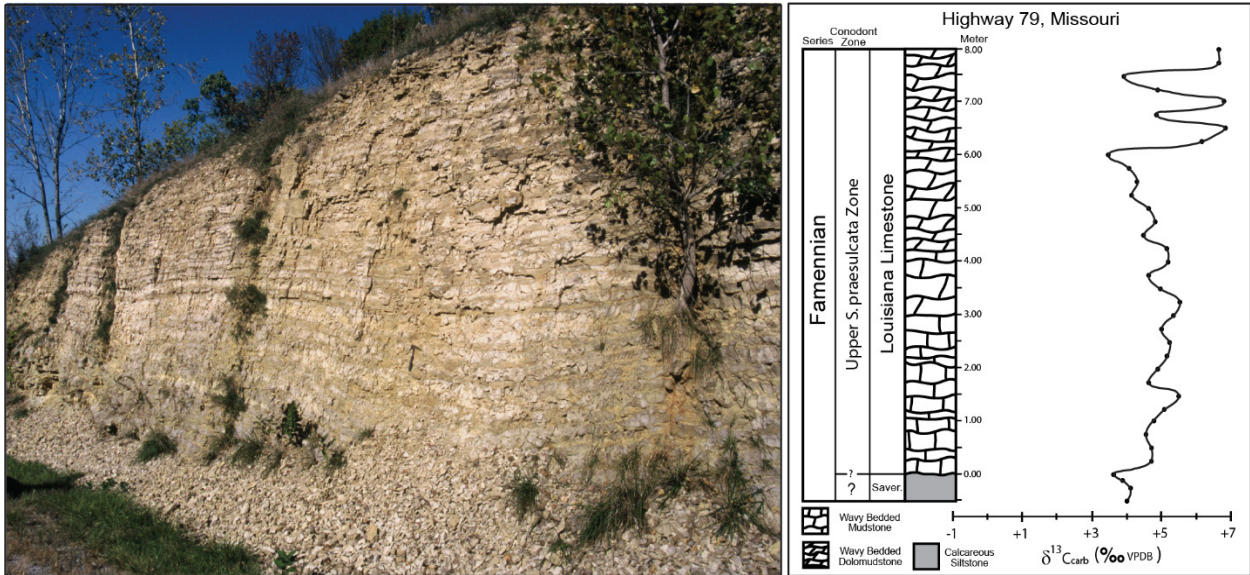 Highway 79, Missouri
Series
Conodont
Zone
Meter
8.00
7.00
6.00
5.00
4.00
3.00
2.00
1.00
0.00
Famennian
Upper S. praesulcata Zone
Louisiana Limestone
?
?
Saver.
Wavy Bedded
Mudstone
Wavy Bedded
Dolomudstone
Calcareous
Siltstone
-1 +1 +3 +5 +7
δ¹³Ccarb (‰ VPDB)